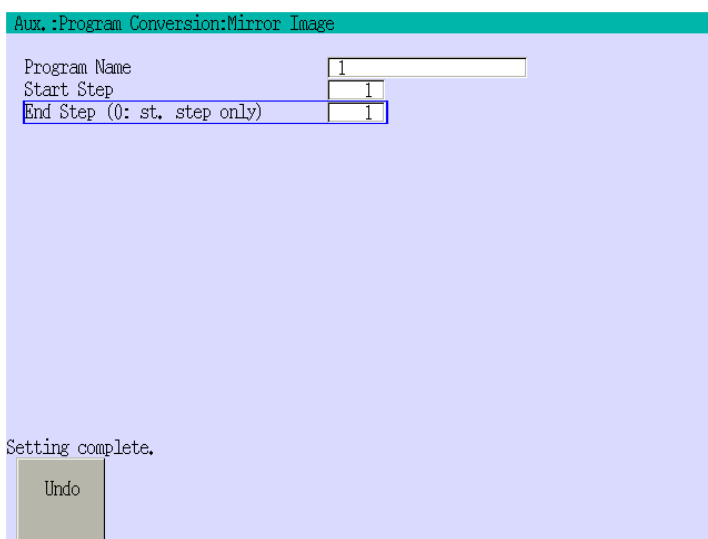 Aux.:Program Conversion:Mirror Image
Program Name 1
Start Step 1
End Step (0: st. step only) 1
Setting complete.
Undo